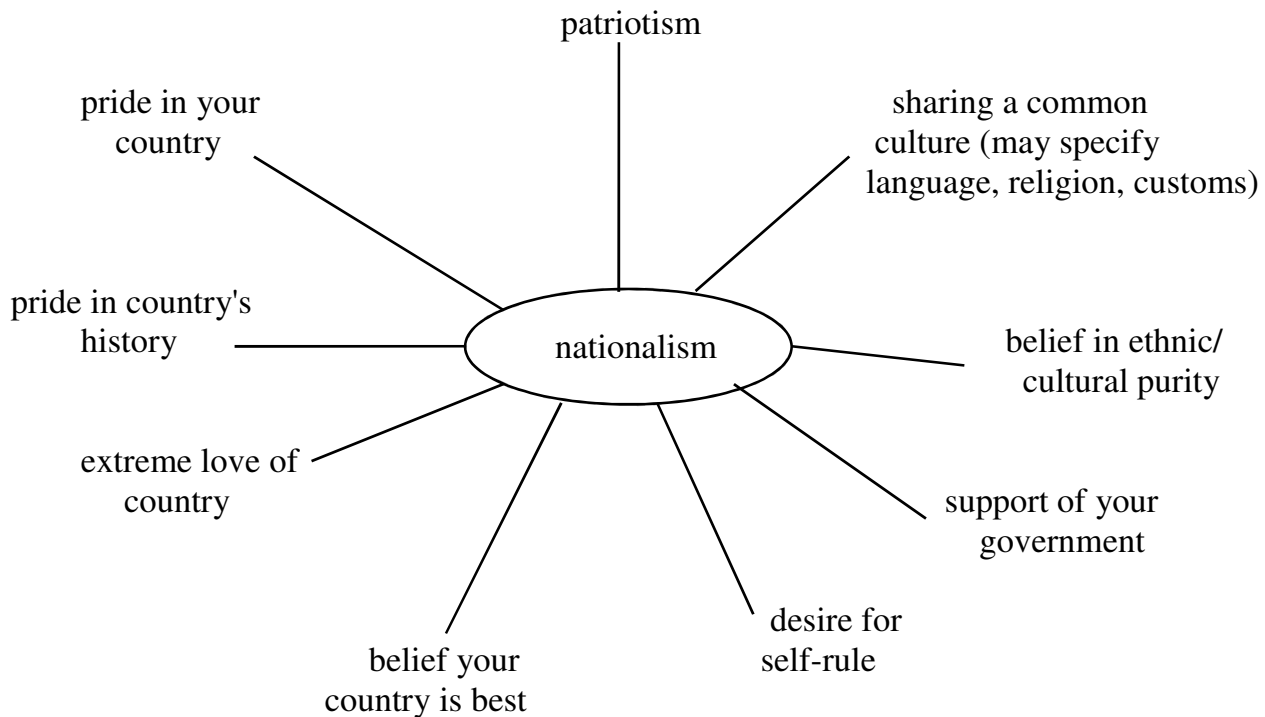 patriotism
pride in your
country
sharing a common
culture (may specify
language, religion, customs)
pride in country's
history
nationalism
belief in ethnic/
cultural purity
extreme love of
country
support of your
government
belief your
country is best
desire for
self-rule